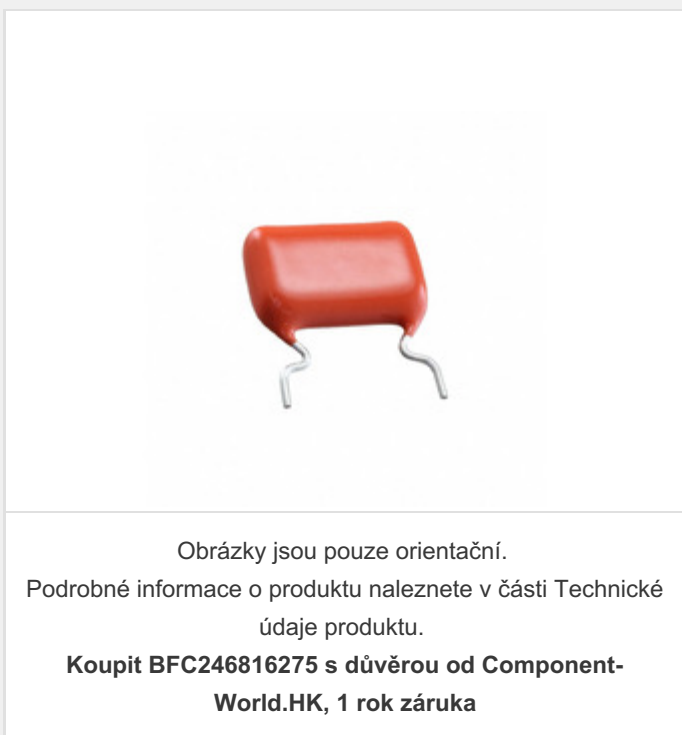 Obrázky jsou pouze orientační.
Podrobné informace o produktu naleznete v části Technické
údaje produktu.
Koupit BFC246816275 s důvěrou od Component-
World.HK, 1 rok záruka